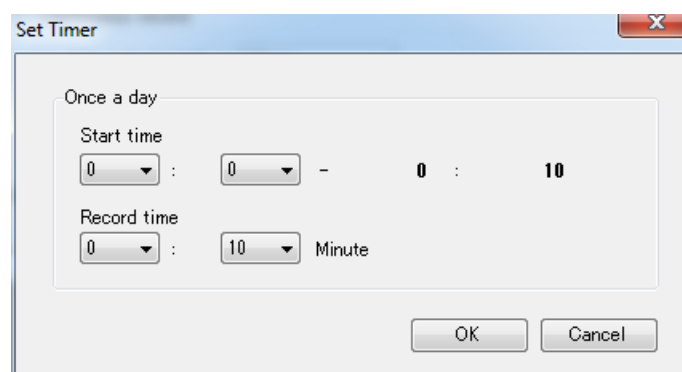 Set Timer
Once a day
Start time
0 : 0 - 0 : 10
Record time
0 : 10 Minute
OK Cancel